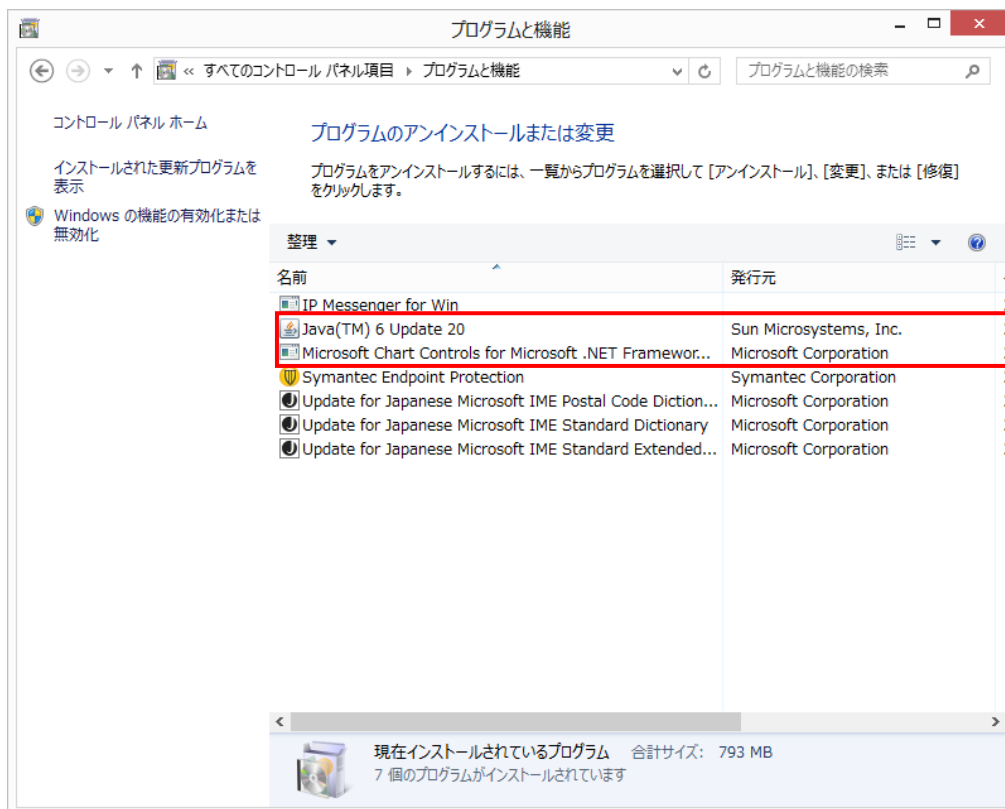 プログラムと機能
« すべてのコントロール パネル項目 ▸ プログラムと機能
プログラムと機能の検索
コントロール パネル ホーム
インストールされた更新プログラムを
表示
Windows の機能の有効化または
無効化
プログラムのアンインストールまたは変更
プログラムをアンインストールするには、一覧からプログラムを選択して [アンインストール]、[変更]、または [修復]
をクリックします。
整理
名前 発行元
IP Messenger for Win
Java(TM) 6 Update 20 Sun Microsystems, Inc.
Microsoft Chart Controls for Microsoft .NET Framewor... Microsoft Corporation
Symantec Endpoint Protection Symantec Corporation
Update for Japanese Microsoft IME Postal Code Diction... Microsoft Corporation
Update for Japanese Microsoft IME Standard Dictionary Microsoft Corporation
Update for Japanese Microsoft IME Standard Extended... Microsoft Corporation
現在インストールされているプログラム 合計サイズ: 793 MB
7 個のプログラムがインストールされています